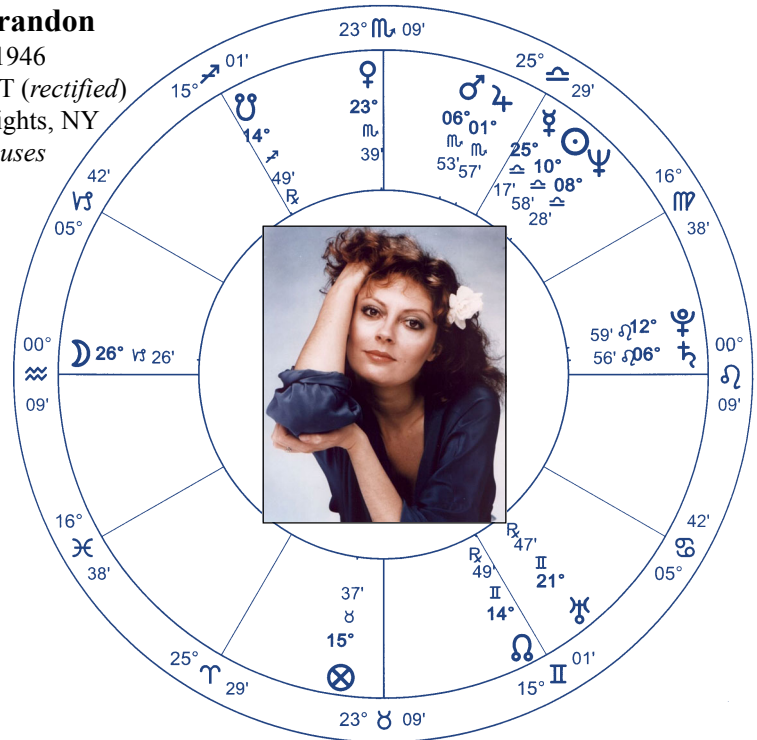 randon
1946
T (rectified)
ights, NY
uses
23° ♏ 09'
25° ♎ 29'
16° ♍ 38'
00° ♌ 09'
05° ♋ 42'
15° ♊ 01'
23° ♉ 09'
25° ♈ 29'
16° ♓ 38'
00° ♒ 09'
05° ♑ 42'
15° ♐ 01'
☋ 14° ♐ 49' ℞
♀ 23° ♏ 39'
♂ 06° ♏ 53'
♃ 01° ♏ 57'
☿ 25° ♎ 17'
☉ 10° ♎ 58'
♆ 08° ♎ 28'
59' ♌ 12° ♇
56' ♌ 06° ♄
☽ 26° ♑ 26'
℞ 47' ♊ 21° ♅
℞ 49' ♊ 14° ☊
37' ♉ 15° ⊗